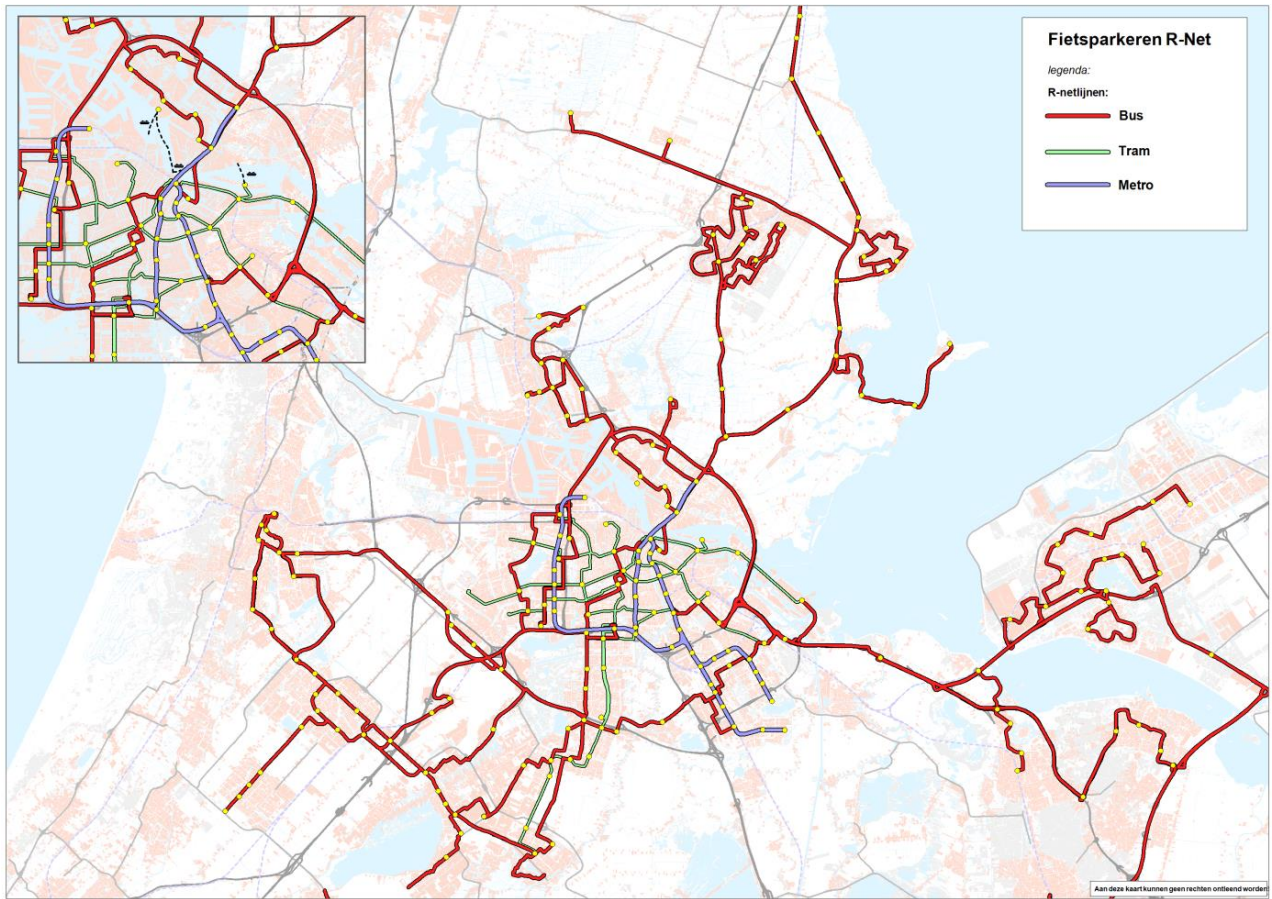 Fietsparkeren R-Net
legenda:
R-netlijnen:
Bus
Tram
Metro
Aan deze kaart kunnen geen rechten ontleend worden!